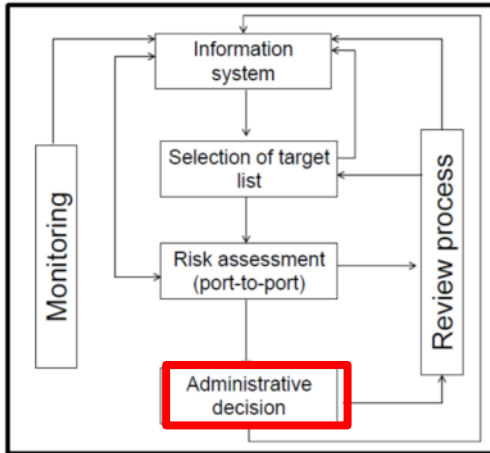 Information
system
Selection of target
list
Monitoring
Risk assessment
(port-to-port)
Review process
Administrative
decision